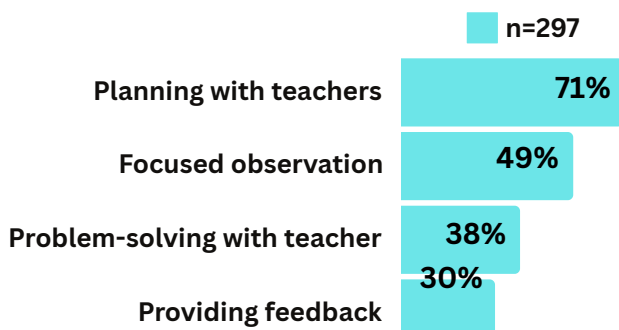 n=297
Planning with teachers 71%
Focused observation 49%
Problem-solving with teacher 38%
Providing feedback 30%